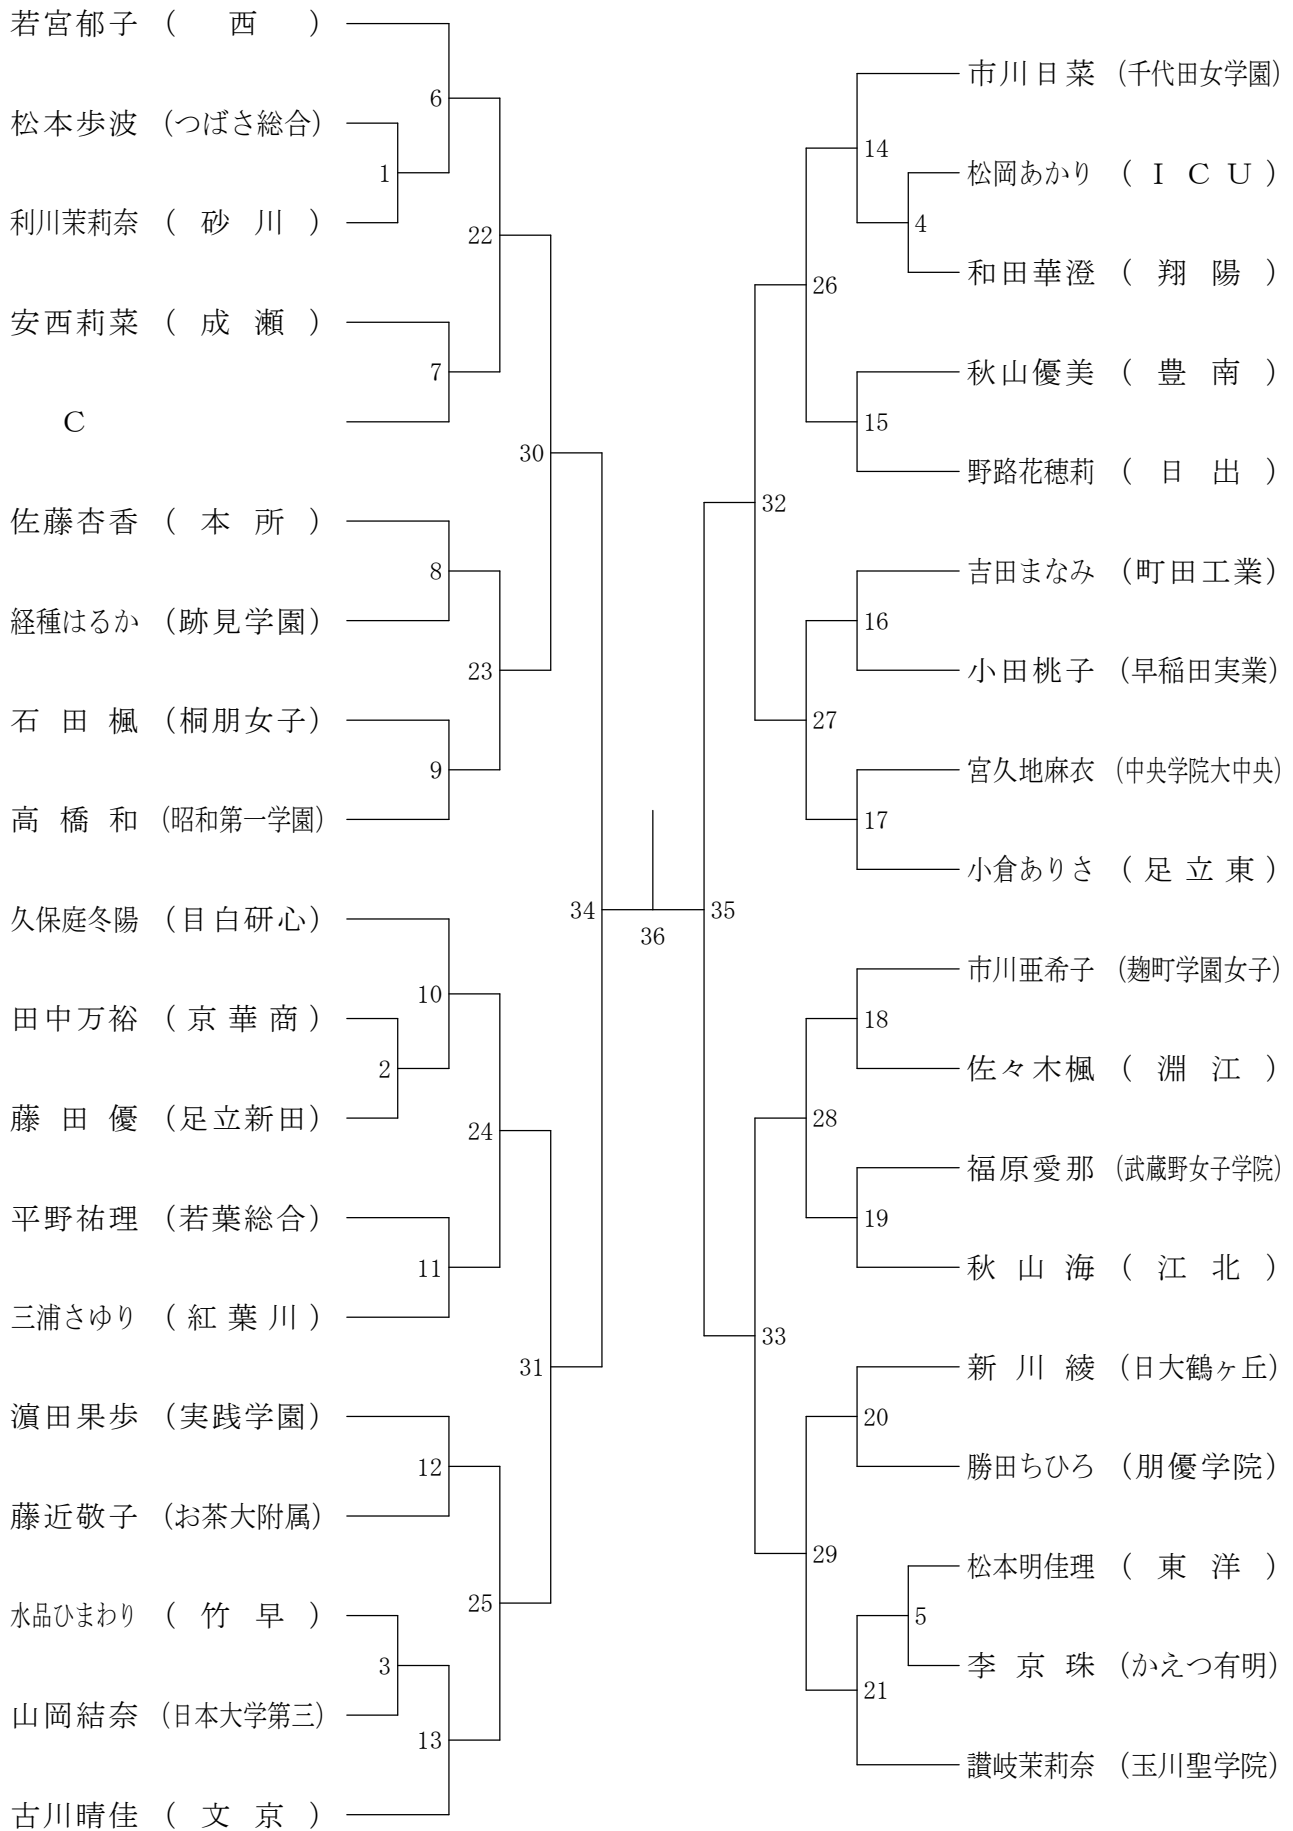 若宮郁子 ( 西 )
松本歩波 (つばさ総合)
利川茉莉奈 ( 砂川 )
安西莉菜 ( 成瀬 )
C
佐藤杏香 ( 本所 )
経種はるか (跡見学園)
石田楓 (桐朋女子)
高橋和 (昭和第一学園)
久保庭冬陽 (目白研心)
田中万裕 (京華商)
藤田優 (足立新田)
平野祐理 (若葉総合)
三浦さゆり (紅葉川)
濵田果歩 (実践学園)
藤近敬子 (お茶大附属)
水品ひまわり ( 竹早 )
山岡結奈 (日本大学第三)
古川晴佳 ( 文京 )
1
2
3
6
7
8
9
10
11
12
13
22
23
24
25
30
31
34
36
35
32
33
26
27
28
29
14
15
16
17
18
19
20
21
4
5
市川日菜 (千代田女学園)
松岡あかり (ICU)
和田華澄 ( 翔陽 )
秋山優美 ( 豊南 )
野路花穂莉 ( 日出 )
吉田まなみ (町田工業)
小田桃子 (早稲田実業)
宮久地麻衣 (中央学院大中央)
小倉ありさ (足立東)
市川亜希子 (麹町学園女子)
佐々木楓 ( 淵江 )
福原愛那 (武蔵野女子学院)
秋山海 ( 江北 )
新川綾 (日大鶴ヶ丘)
勝田ちひろ (朋優学院)
松本明佳理 ( 東洋 )
李京珠 (かえつ有明)
讃岐茉莉奈 (玉川聖学院)